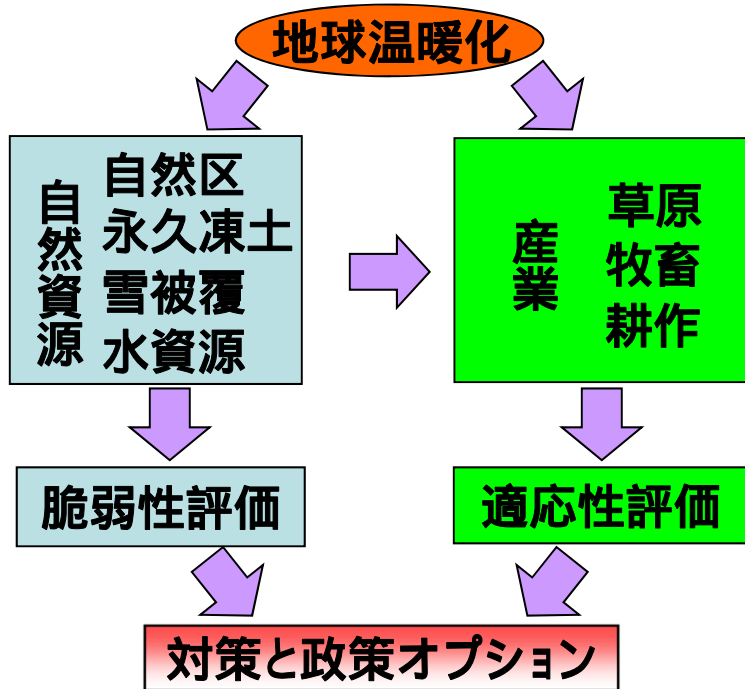 地球温暖化
自然資源
自然区
永久凍土
雪被覆
水資源
産業
草原
牧畜
耕作
脆弱性評価
適応性評価
対策と政策オプション